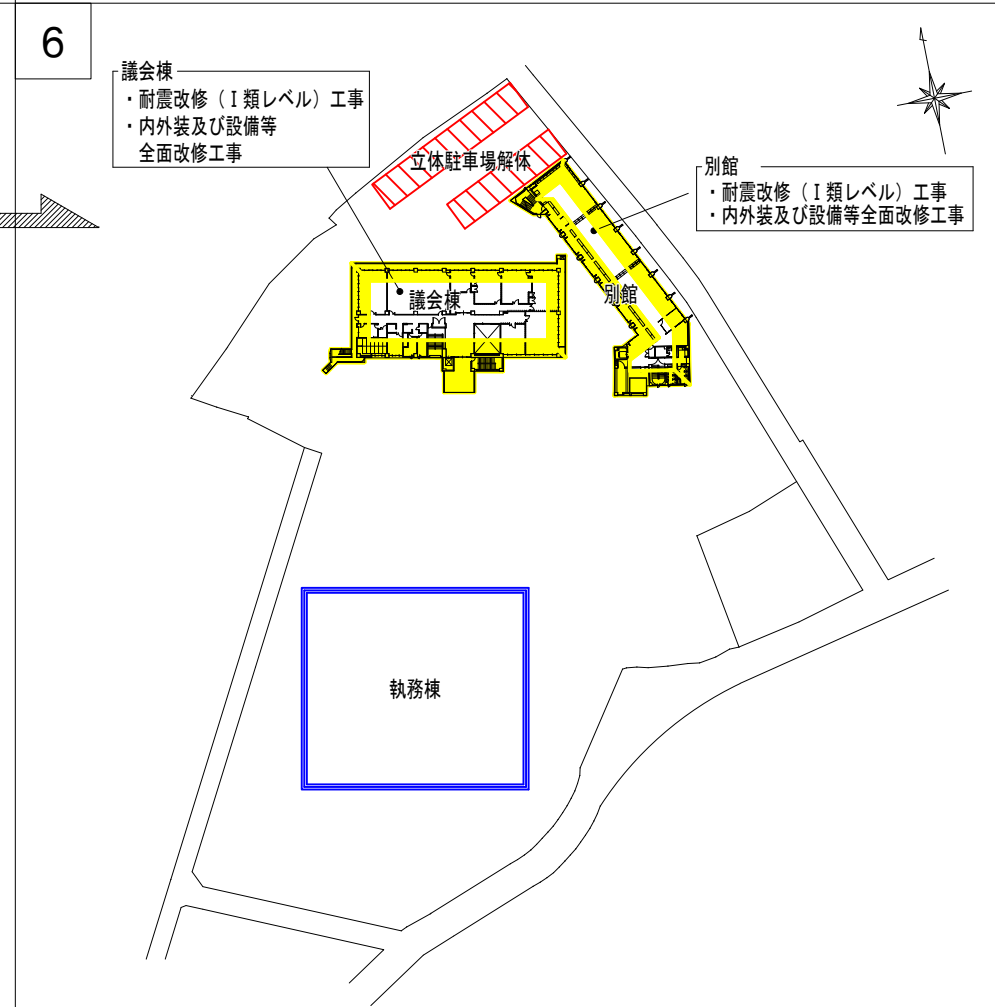 6
議会棟
・耐震改修（Ⅰ類レベル）工事
・内外装及び設備等
全面改修工事
立体駐車場解体
別館
・耐震改修（Ⅰ類レベル）工事
・内外装及び設備等全面改修工事
議会棟
別館
執務棟